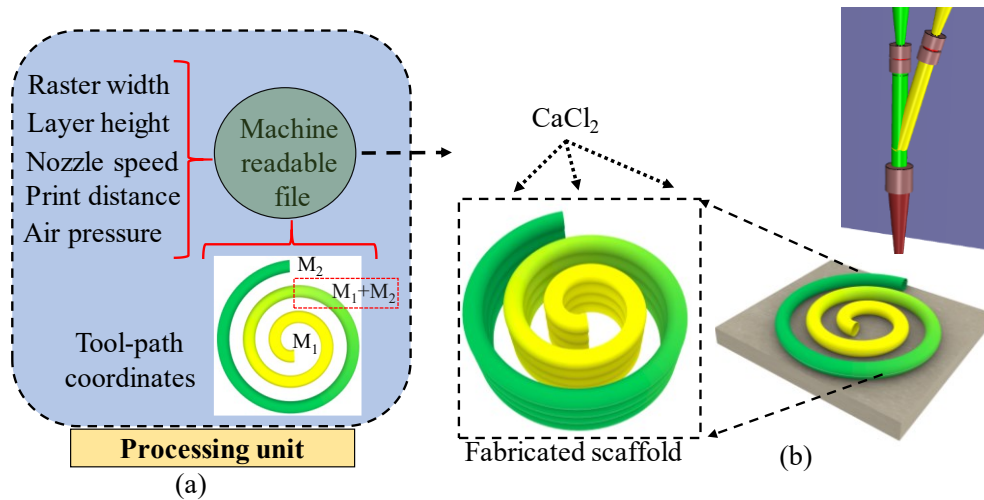 Raster width
Layer height
Nozzle speed
Print distance
Air pressure
Machine
readable
file
M₂
M₁+M₂
M₁
Tool-path
coordinates
Processing unit
(a)
CaCl₂
Fabricated scaffold
(b)